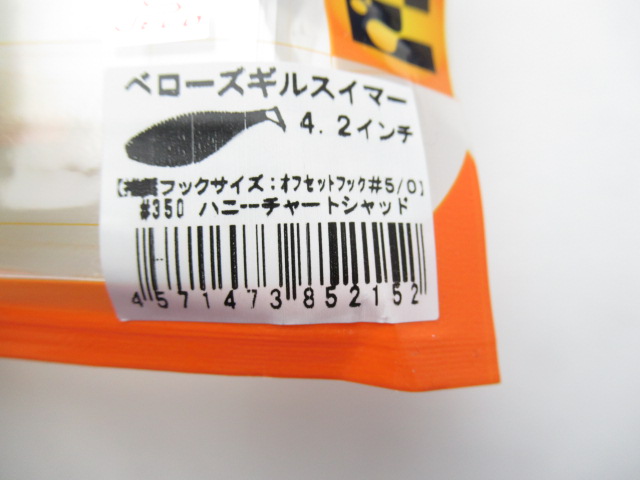 ベローズギルスイマー
4.2インチ
フックサイズ:オフセットフック#5/0】
#350 ハニーチャートシャッド
4571473852152